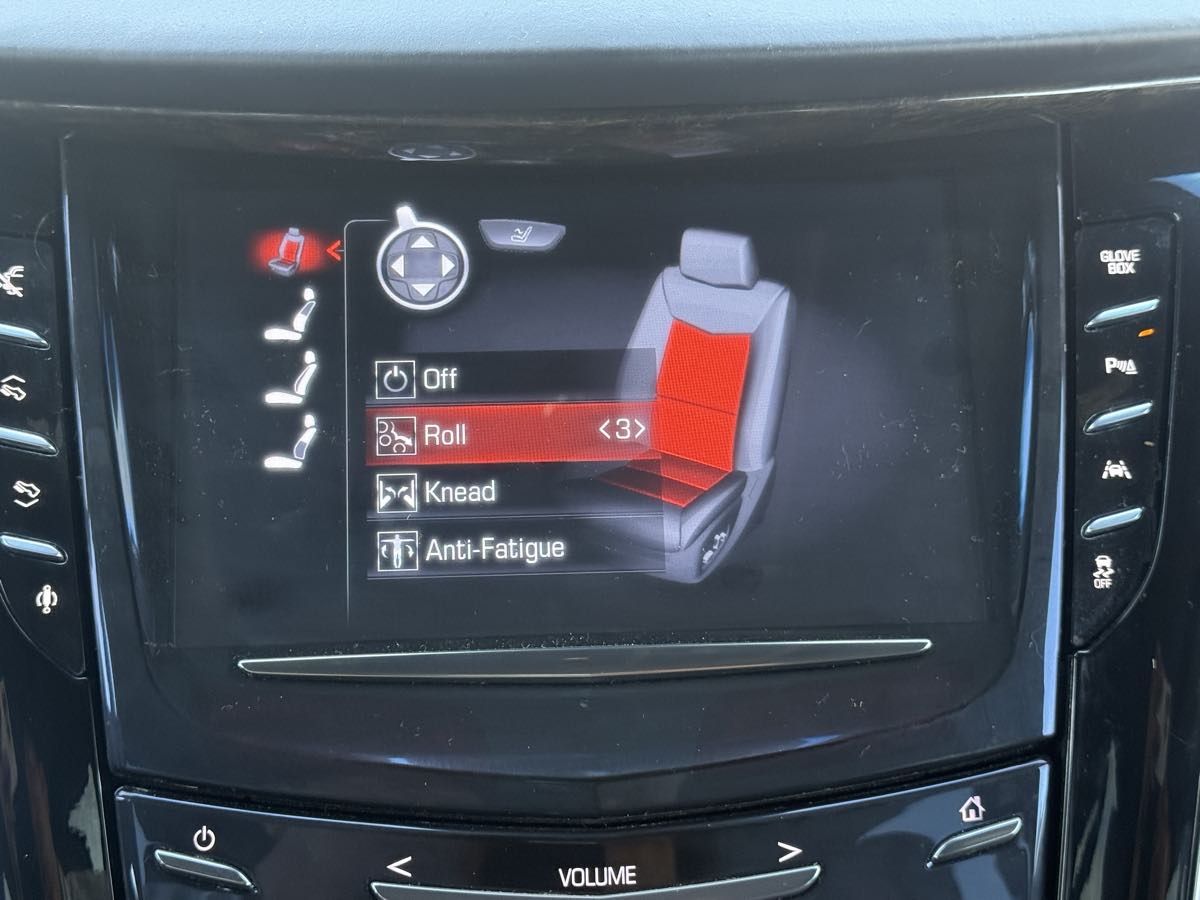 GLOVE
BOX
Off
Roll <3>
Knead
Anti-Fatigue
P
OFF
< VOLUME >